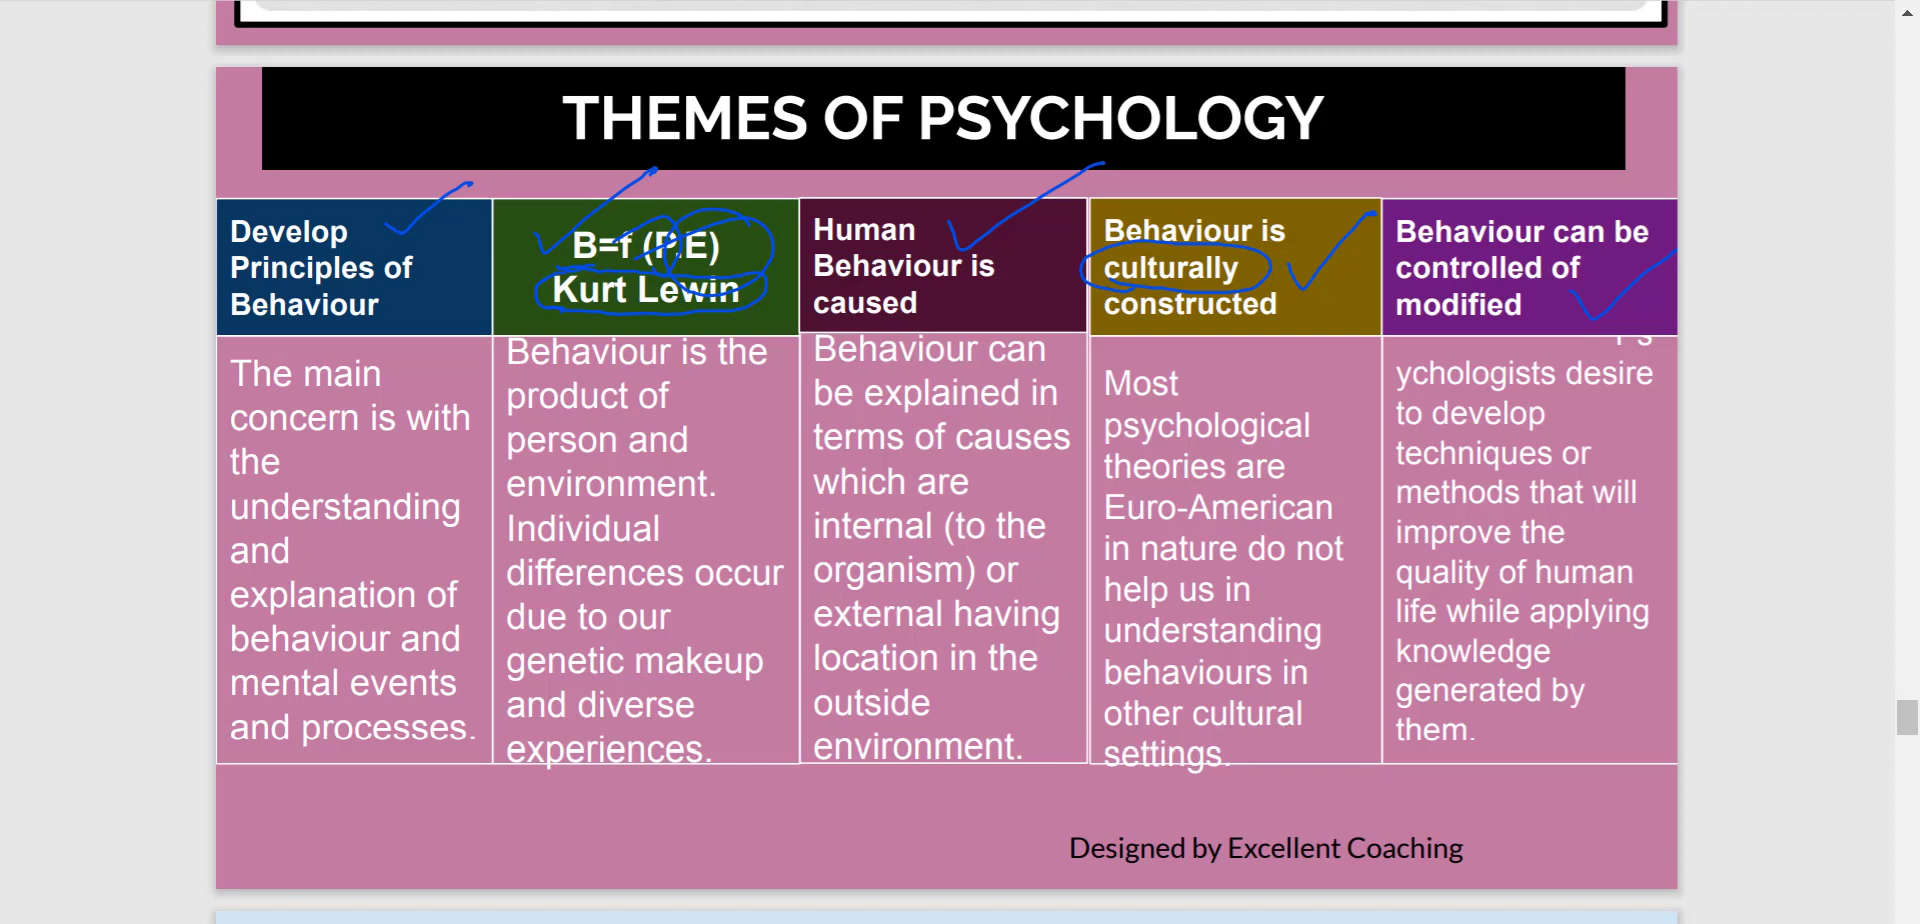 THEMES OF PSYCHOLOGY
Develop
Principles of
Behaviour
B=f (P,E)
Kurt Lewin
Human
Behaviour is
caused
Behaviour is
culturally
constructed
Behaviour can be
controlled of
modified
The main
concern is with
the
understanding
and
explanation of
behaviour and
mental events
and processes.
Behaviour is the
product of
person and
environment.
Individual
differences occur
due to our
genetic makeup
and diverse
experiences.
Behaviour can
be explained in
terms of causes
which are
internal (to the
organism) or
external having
location in the
outside
environment.
Most
psychological
theories are
Euro-American
in nature do not
help us in
understanding
behaviours in
other cultural
settings.
Ps
ychologists desire
to develop
techniques or
methods that will
improve the
quality of human
life while applying
knowledge
generated by
them.
Designed by Excellent Coaching